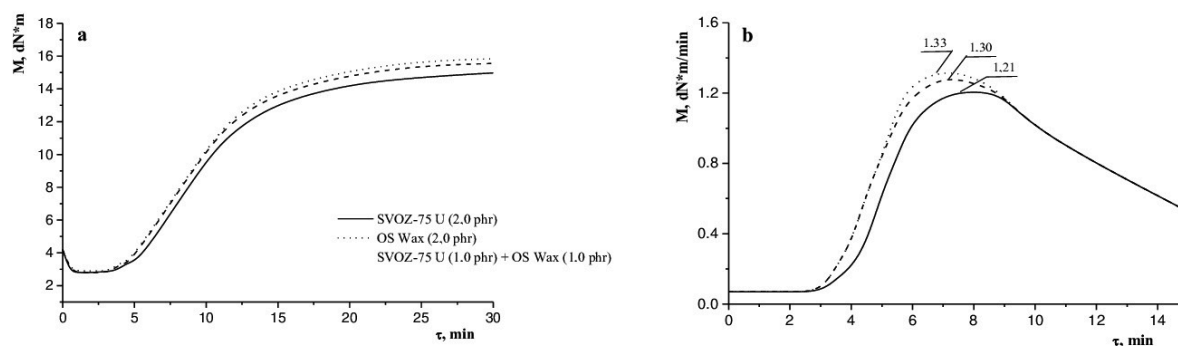 a
M, dN*m
18
16
14
12
10
8
6
4
2
0 5 10 15 20 25 30
τ, min
SVOZ-75 U (2,0 phr)
OS Wax (2,0 phr)
SVOZ-75 U (1.0 phr) + OS Wax (1.0 phr)
b
M, dN*m/min
1.6
1.2
0.8
0.4
0.0
0 2 4 6 8 10 12 14
τ, min
1.33
1.30
1,21